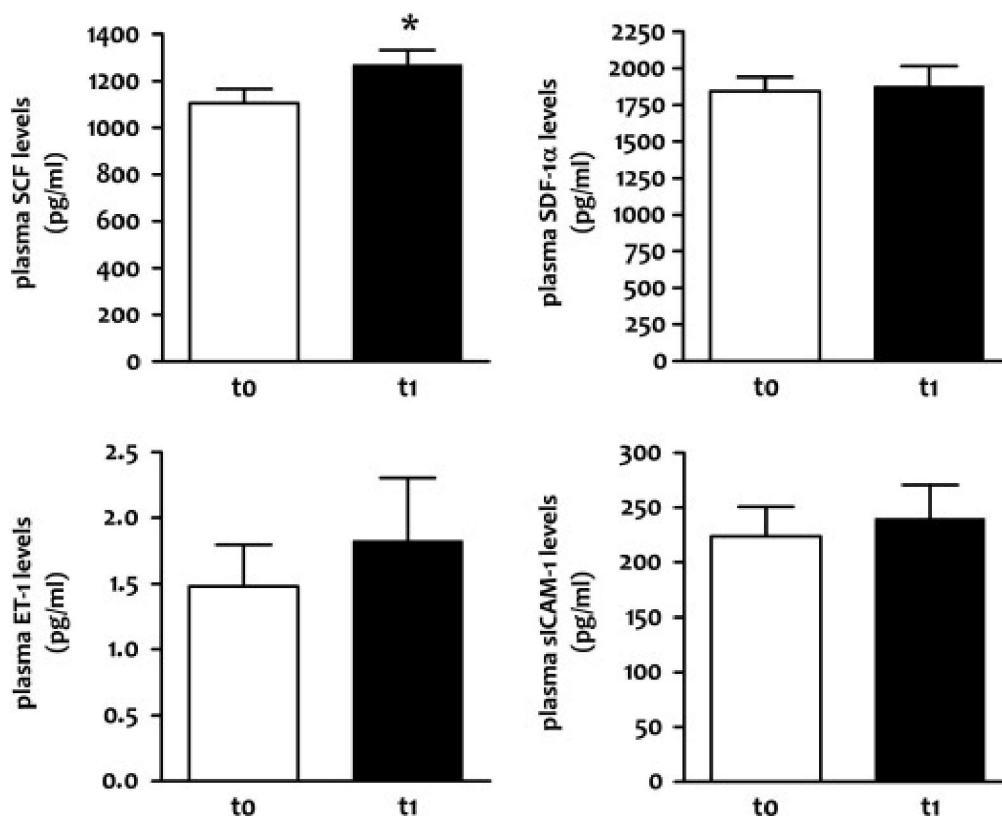 *
1400
1200
1000
800
600
400
200
0
plasma SCF levels
(pg/ml)
t0
t1
2250
2000
1750
1500
1250
1000
750
500
250
0
plasma SDF-1α levels
(pg/ml)
t0
t1
2.5
2.0
1.5
1.0
0.5
0.0
plasma ET-1 levels
(pg/ml)
t0
t1
300
250
200
150
100
50
0
plasma sICAM-1 levels
(pg/ml)
t0
t1